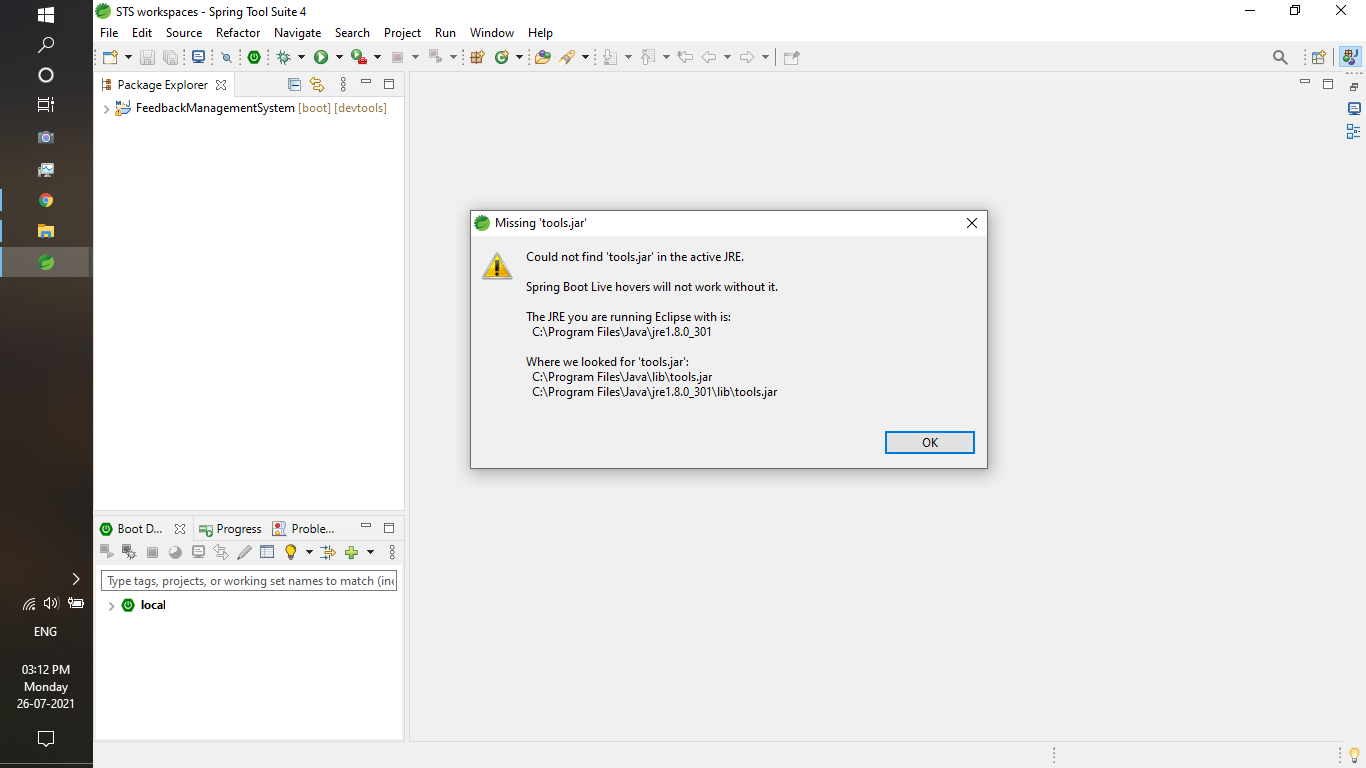 STS workspaces - Spring Tool Suite 4
File Edit Source Refactor Navigate Search Project Run Window Help
Package Explorer
FeedbackManagementSystem [boot] [devtools]
Missing 'tools.jar'
Could not find 'tools.jar' in the active JRE.
Spring Boot Live hovers will not work without it.
The JRE you are running Eclipse with is:
C:\Program Files\Java\jre1.8.0_301
Where we looked for 'tools.jar':
C:\Program Files\Java\lib\tools.jar
C:\Program Files\Java\jre1.8.0_301\lib\tools.jar
OK
Boot D... Progress Proble...
Type tags, projects, or working set names to match (inc
local
ENG
03:12 PM
Monday
26-07-2021